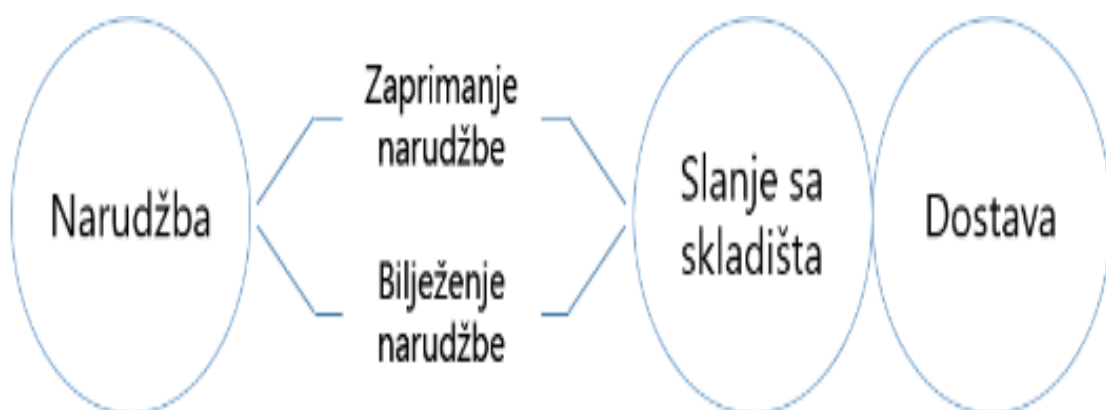 Narudžba
Zaprimanje
narudžbe
Bilježenje
narudžbe
Slanje sa
skladišta
Dostava